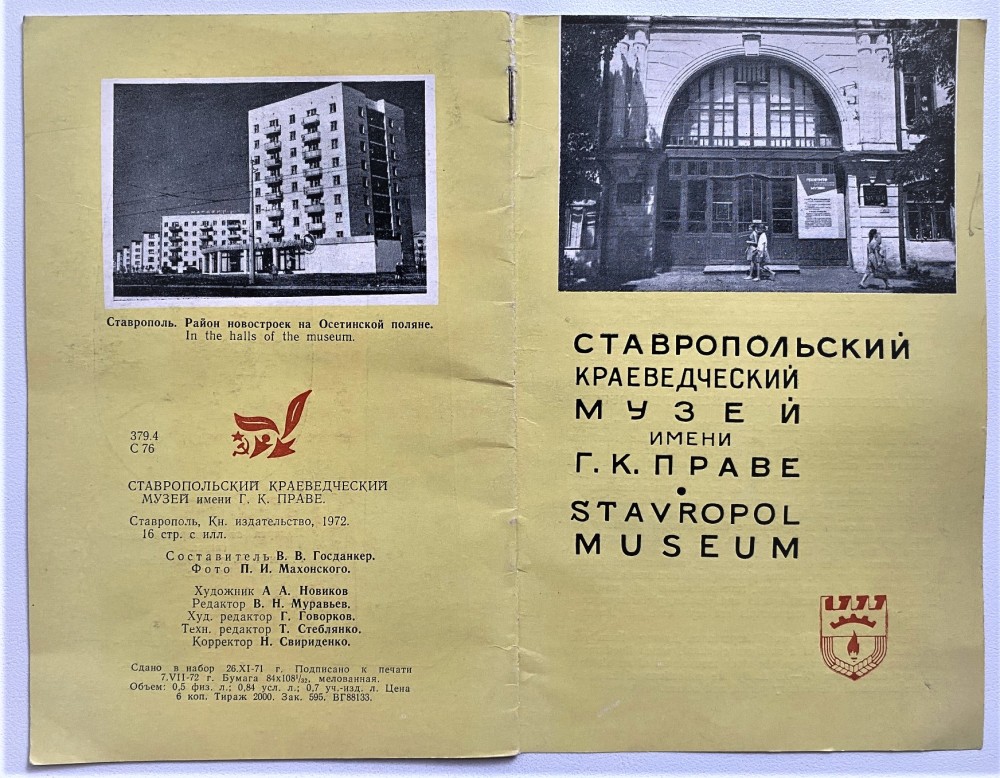 Ставрополь. Район новостроек на Осетинской поляне.
In the halls of the museum.
379.4
С 76
СТАВРОПОЛЬСКИЙ КРАЕВЕДЧЕСКИЙ
МУЗЕЙ имени Г. К. ПРАВЕ.
Ставрополь, Кн. издательство, 1972.
16 стр. с илл.
Составитель В. В. Госданкер.
Фото П. И. Махонского.
Художник А А. Новиков
Редактор В. Н. Муравьев.
Худ. редактор Г. Говорков.
Техн. редактор Т. Стеблянко.
Корректор Н. Свириденко.
Сдано в набор 26.XI-71 г. Подписано к печати
7.VII-72 г. Бумага 84х108¹/₃₂, мелованная.
Объем: 0,5 физ. л.; 0,84 усл. л.; 0,7 уч.-изд. л. Цена
6 коп. Тираж 2000. Зак. 595. ВГ88133.
СТАВРОПОЛЬСКИЙ
КРАЕВЕДЧЕСКИЙ
МУЗЕЙ
ИМЕНИ
Г. К. ПРАВЕ
•
STAVROPOL
MUSEUM
1777